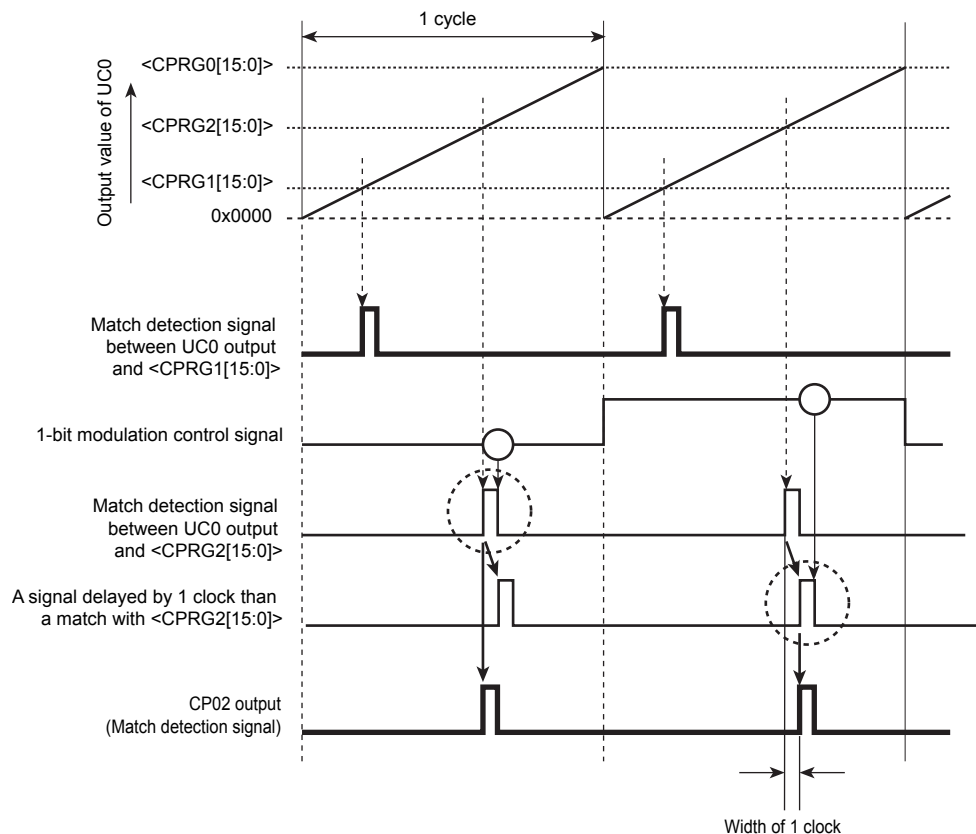 1 cycle
<CPRG0[15:0]>
<CPRG2[15:0]>
<CPRG1[15:0]>
0x0000
Output value of UC0
Match detection signal
between UC0 output
and <CPRG1[15:0]>
1-bit modulation control signal
Match detection signal
between UC0 output
and <CPRG2[15:0]>
A signal delayed by 1 clock than
a match with <CPRG2[15:0]>
CP02 output
(Match detection signal)
Width of 1 clock